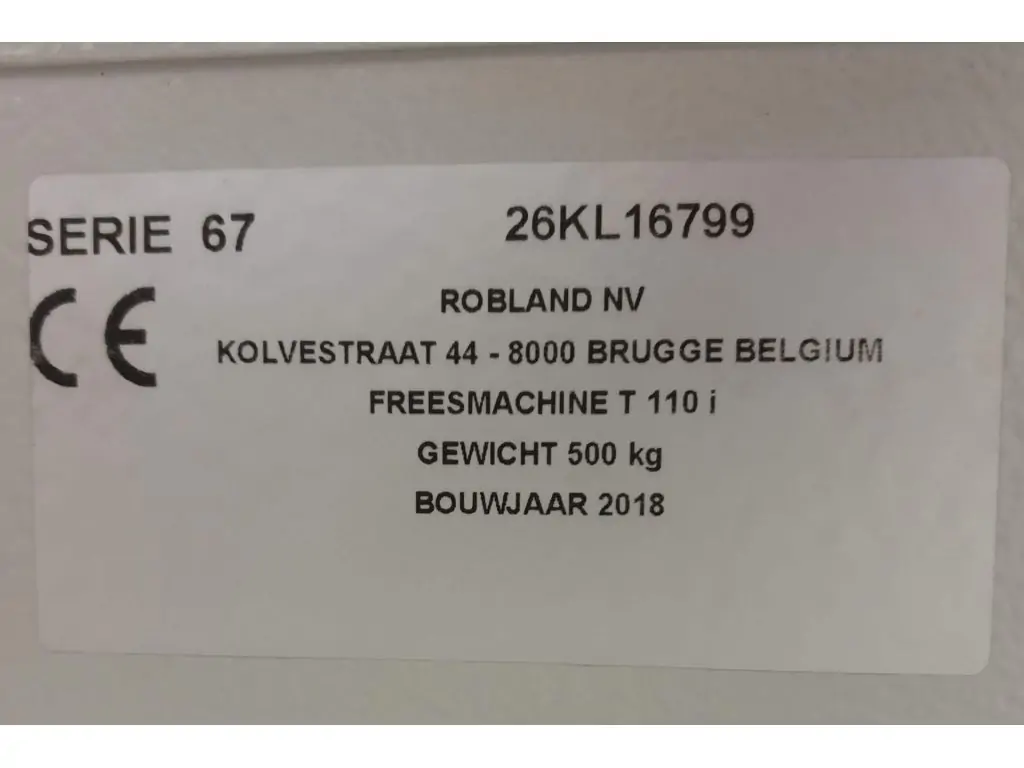 SERIE 67 26KL16799
CE
ROBLAND NV
KOLVESTRAAT 44 - 8000 BRUGGE BELGIUM
FREESMACHINE T 110 i
GEWICHT 500 kg
BOUWJAAR 2018